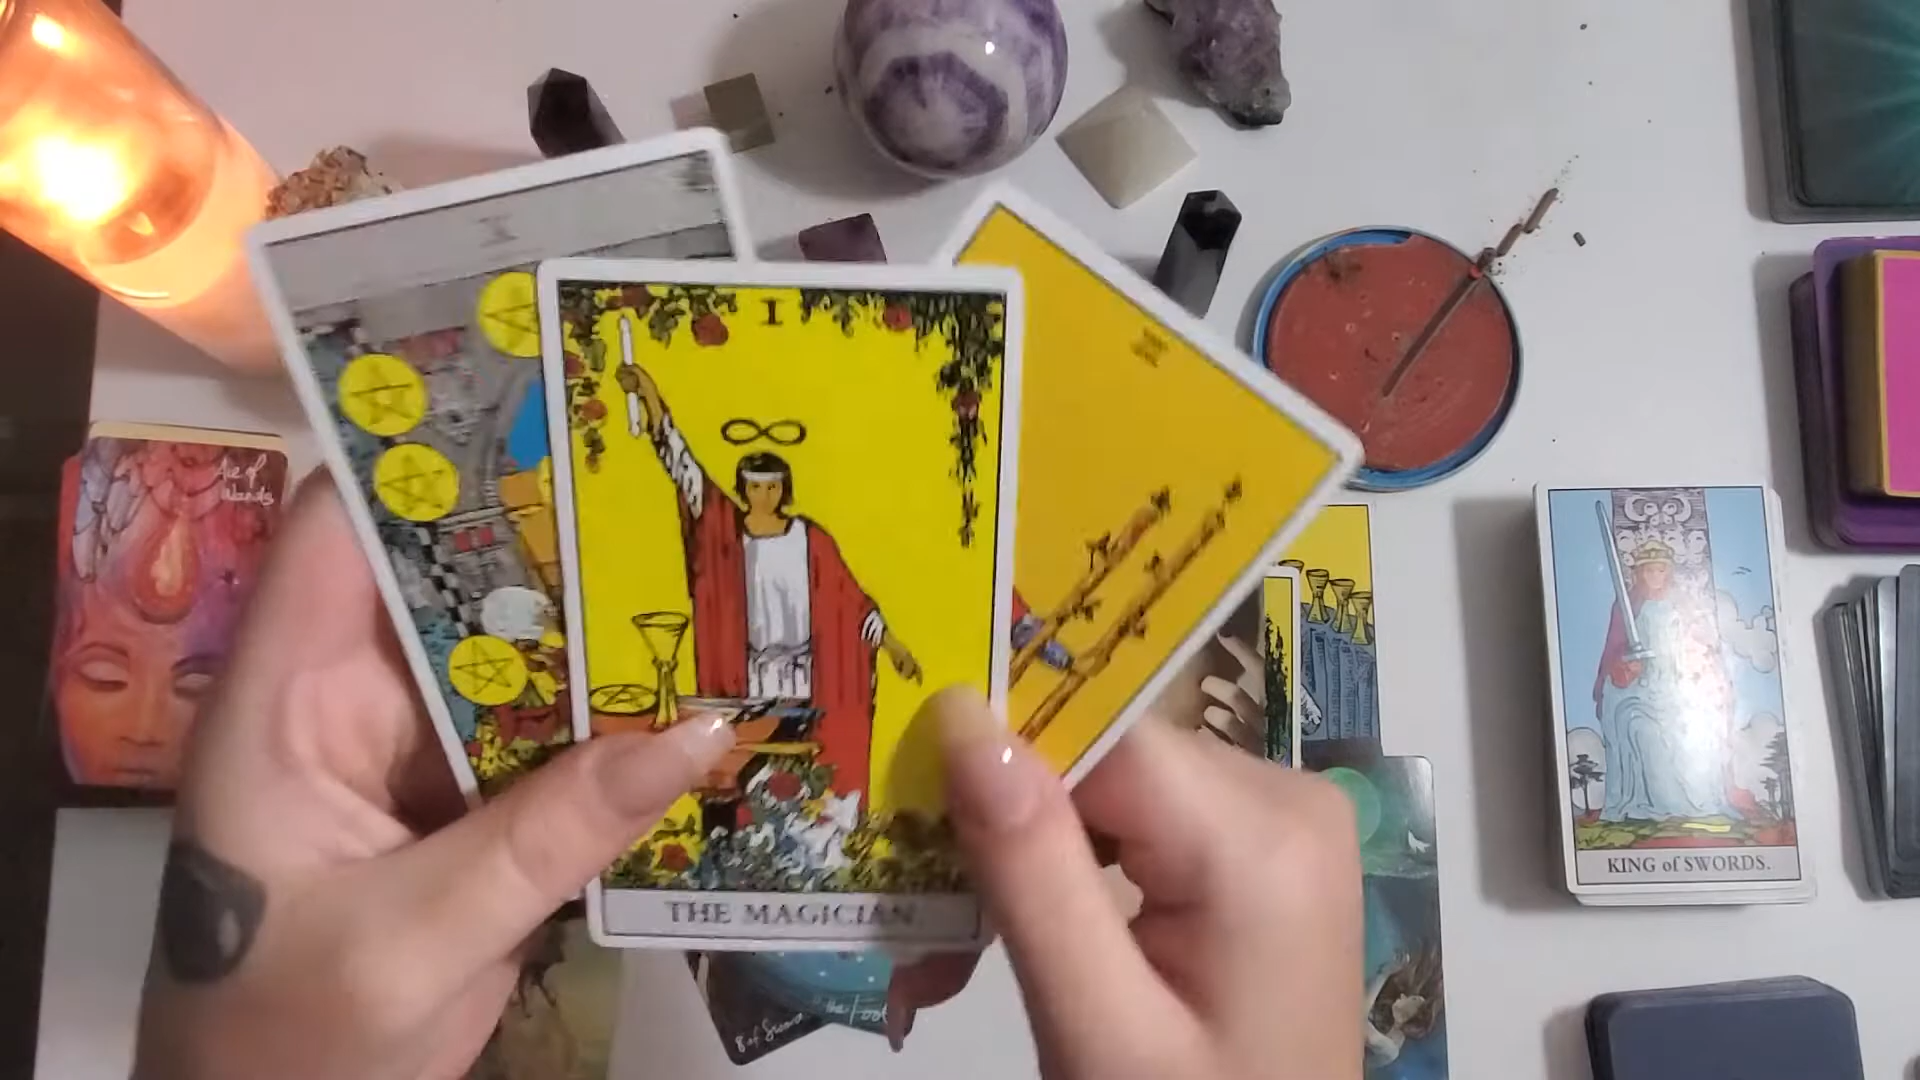 X
I
THE MAGICIAN.
Ace of
Wands
KING of SWORDS.
8 of Swords
the Fool